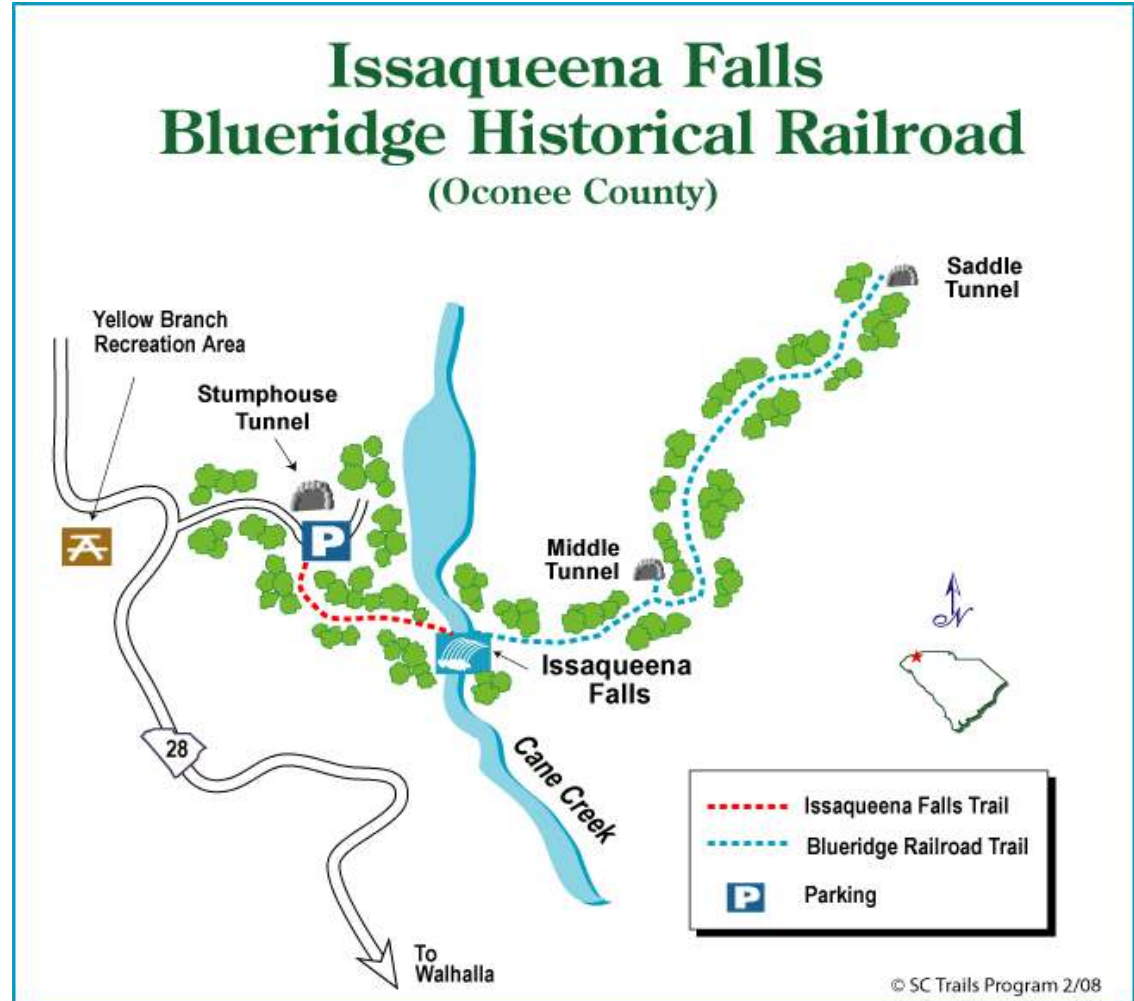 Issaqueena Falls
Blueridge Historical Railroad
(Oconee County)
Saddle
Tunnel
Yellow Branch
Recreation Area
Stumphouse
Tunnel
P
Middle
Tunnel
N
Issaqueena
Falls
28
Cane Creek
Issaqueena Falls Trail
Blueridge Railroad Trail
P Parking
To
Walhalla
© SC Trails Program 2/08